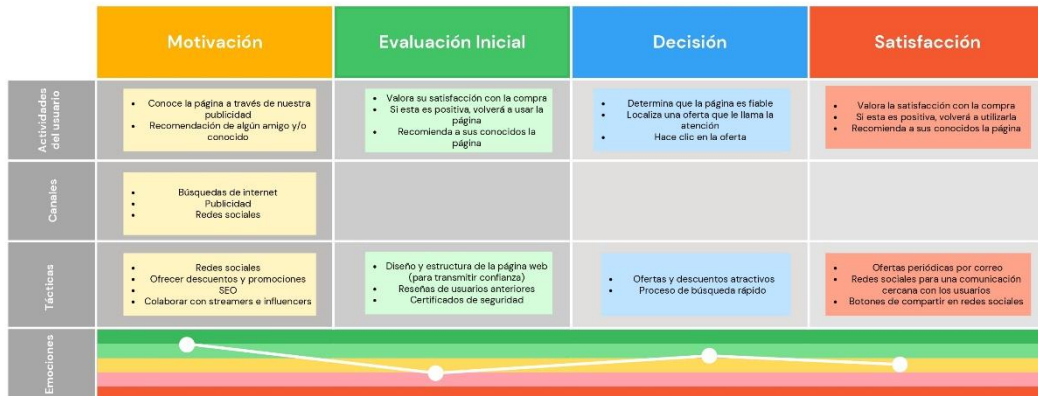 Motivación
Evaluación Inicial
Decisión
Satisfacción
Actividades
del usuario
Conoce la página a través de nuestra
publicidad
Recomendación de algún amigo y/o
conocido
Valora su satisfacción con la compra
Si esta es positiva, volverá a usar la
página
Recomienda a sus conocidos la
página
Determina que la página es fiable
Localiza una oferta que le llama la
atención
Hace clic en la oferta
Valora la satisfacción con la compra
Si esta es positiva, volverá a utilizarla
Recomienda a sus conocidos la página
Canales
Búsquedas de internet
Publicidad
Redes sociales
Tácticas
Redes sociales
Ofrecer descuentos y promociones
SEO
Colaborar con streamers e influencers
Diseño y estructura de la página web
(para transmitir confianza)
Reseñas de usuarios anteriores
Certificados de seguridad
Ofertas y descuentos atractivos
Proceso de búsqueda rápido
Ofertas periódicas por correo
Redes sociales para una comunicación
cercana con los usuarios
Botones de compartir en redes sociales
Emociones